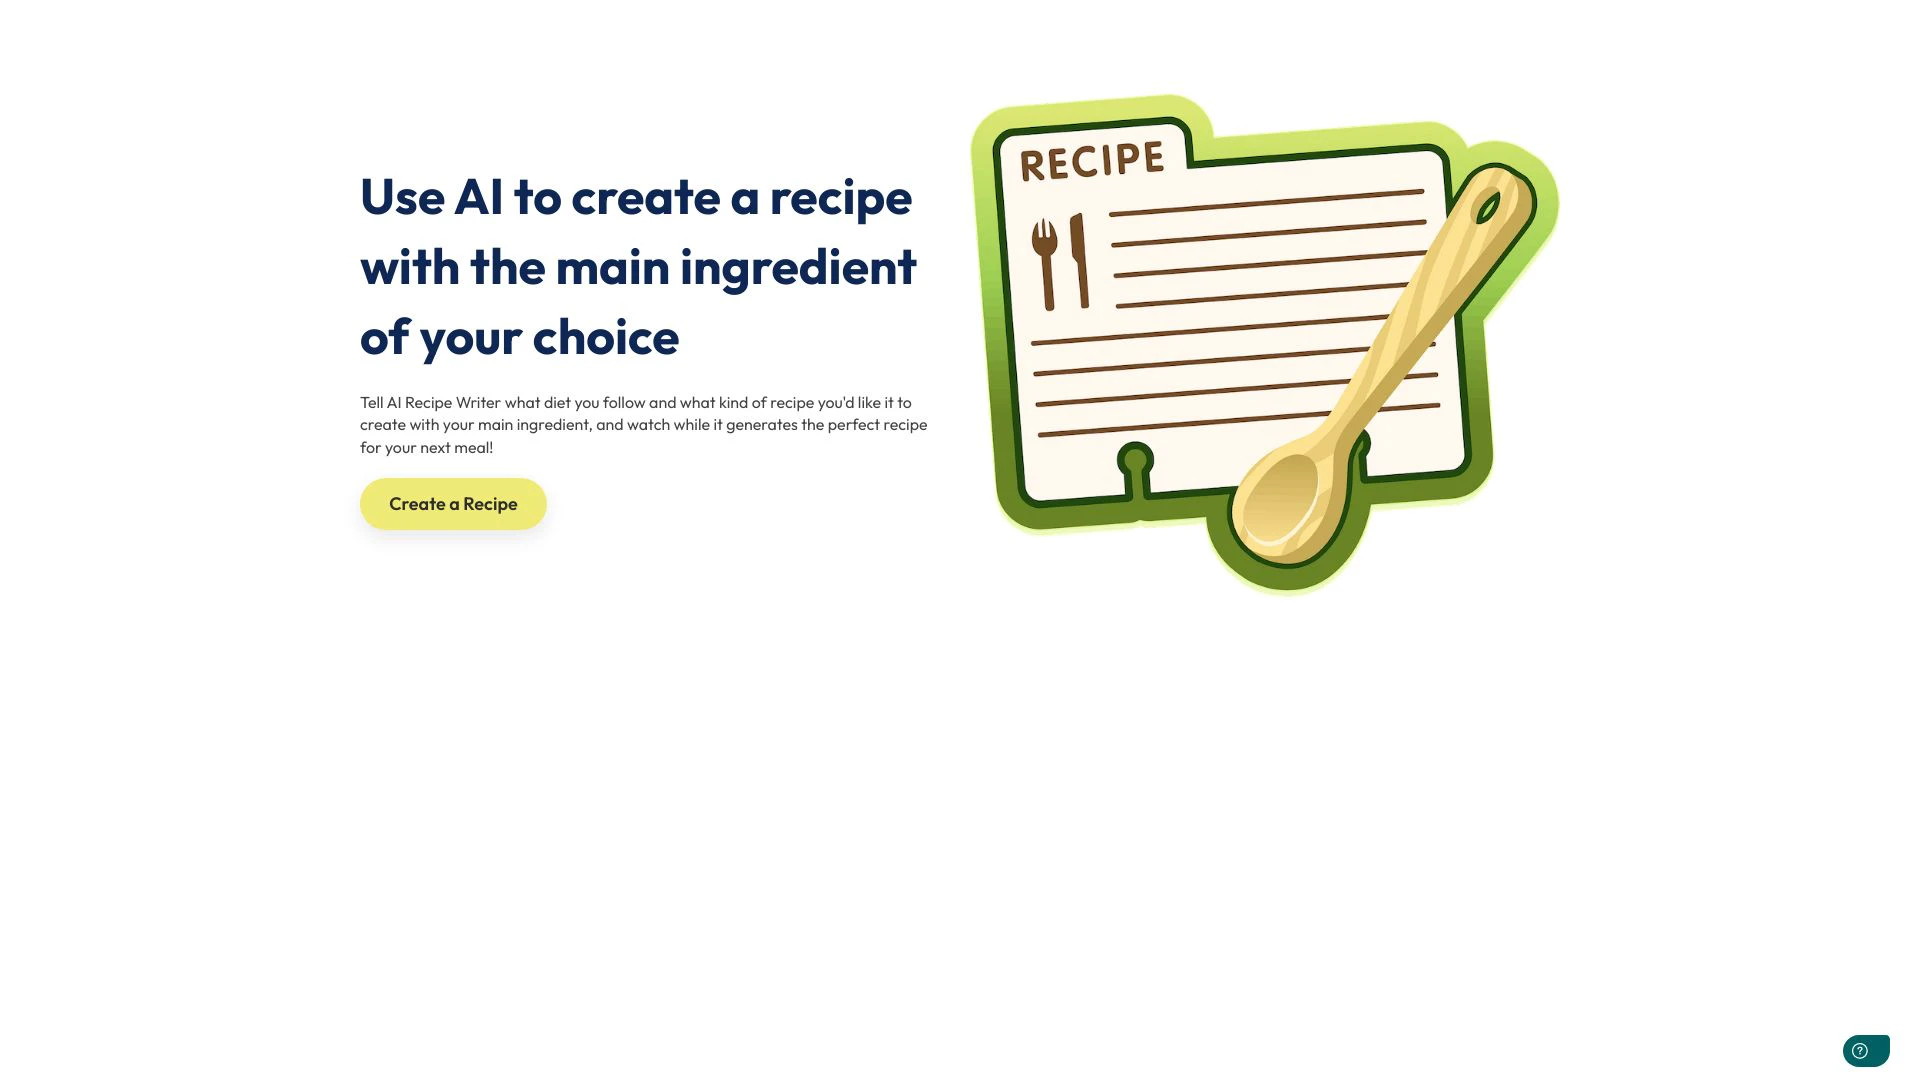 Use AI to create a recipe
with the main ingredient
of your choice
Tell AI Recipe Writer what diet you follow and what kind of recipe you'd like it to
create with your main ingredient, and watch while it generates the perfect recipe
for your next meal!
Create a Recipe
RECIPE
?